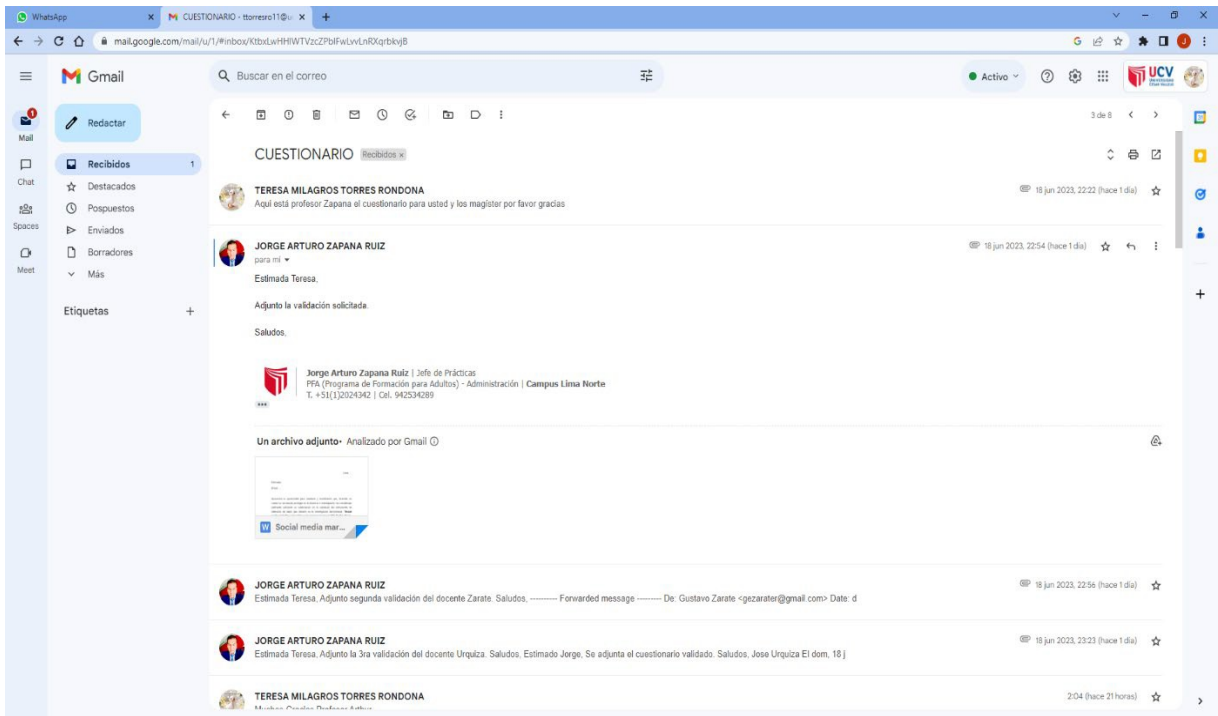 WhatsApp
CUESTIONARIO - ttorresro11@u
mail.google.com/mail/u/1/#inbox/KtbxLwHHlWTVzcZPblFwLvvLnRXqrbkvjB
Gmail
Buscar en el correo
Activo
UCV
Redactar
3 de 8
Mail
Recibidos 1
Chat
Destacados
Spaces
Pospuestos
Enviados
Meet
Borradores
Más
Etiquetas
CUESTIONARIO Recibidos x
TERESA MILAGROS TORRES RONDONA 18 jun 2023, 22:22 (hace 1 día)
Aqui está profesor Zapana el cuestionario para usted y los magíster por favor gracias
JORGE ARTURO ZAPANA RUIZ 18 jun 2023, 22:54 (hace 1 día)
para mí
Estimada Teresa,
Adjunto la validación solicitada.
Saludos,
Jorge Arturo Zapana Ruiz | Jefe de Prácticas
PFA (Programa de Formación para Adultos) - Administración | Campus Lima Norte
T. +51(1)2024342 | Cel. 942534289
Un archivo adjunto • Analizado por Gmail
Social media mar...
JORGE ARTURO ZAPANA RUIZ 18 jun 2023, 22:56 (hace 1 día)
Estimada Teresa, Adjunto segunda validación del docente Zarate. Saludos, ---------- Forwarded message --------- De: Gustavo Zarate <gezarater@gmail.com> Date: d
JORGE ARTURO ZAPANA RUIZ 18 jun 2023, 23:23 (hace 1 día)
Estimada Teresa, Adjunto la 3ra validación del docente Urquiza. Saludos, Estimado Jorge, Se adjunta el cuestionario validado. Saludos, Jose Urquiza El dom, 18 j
TERESA MILAGROS TORRES RONDONA 2:04 (hace 21 horas)